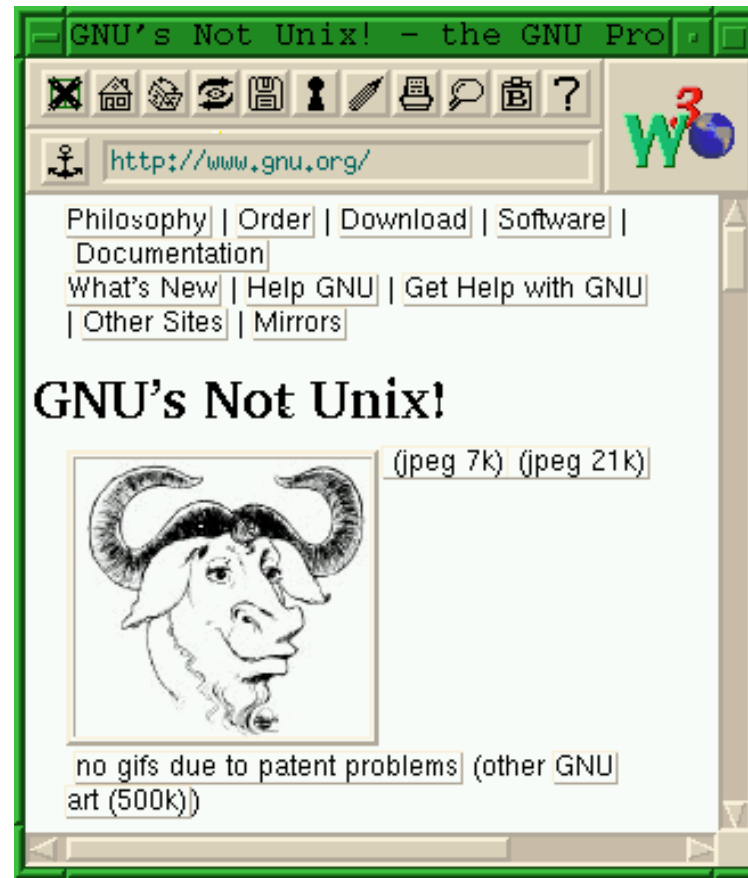 GNU's Not Unix! - the GNU Pro
B ?
W3
http://www.gnu.org/
Philosophy | Order | Download | Software |
Documentation
What's New | Help GNU | Get Help with GNU
| Other Sites | Mirrors
GNU's Not Unix!
(jpeg 7k) (jpeg 21k)
no gifs due to patent problems (other GNU
art (500k))